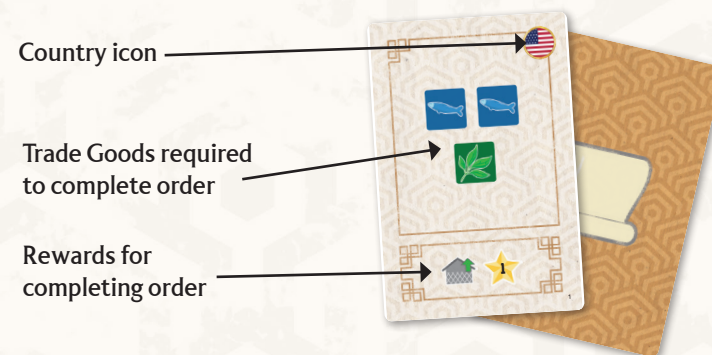 Country icon
Trade Goods required
to complete order
Rewards for
completing order
1
1